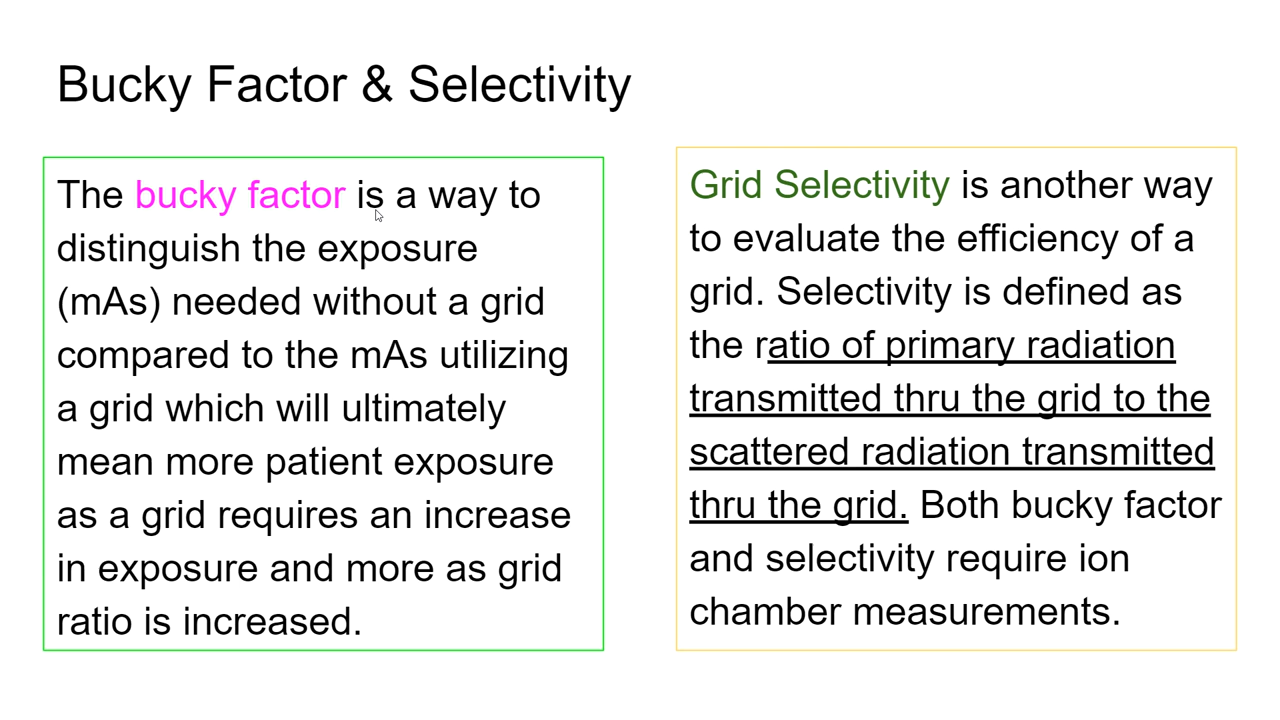 Bucky Factor & Selectivity
The bucky factor is a way to
distinguish the exposure
(mAs) needed without a grid
compared to the mAs utilizing
a grid which will ultimately
mean more patient exposure
as a grid requires an increase
in exposure and more as grid
ratio is increased.
Grid Selectivity is another way
to evaluate the efficiency of a
grid. Selectivity is defined as
the ratio of primary radiation
transmitted thru the grid to the
scattered radiation transmitted
thru the grid. Both bucky factor
and selectivity require ion
chamber measurements.